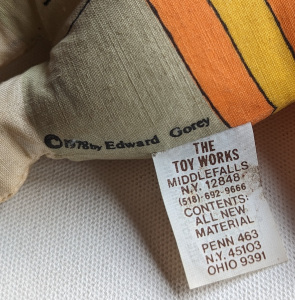 ©1978 by Edward Gorey
THE
TOY WORKS
MIDDLEFALLS
N.Y. 12848
(518)-692-9666
CONTENTS:
ALL NEW
MATERIAL
PENN 463
N.Y. 45103
OHIO 9391